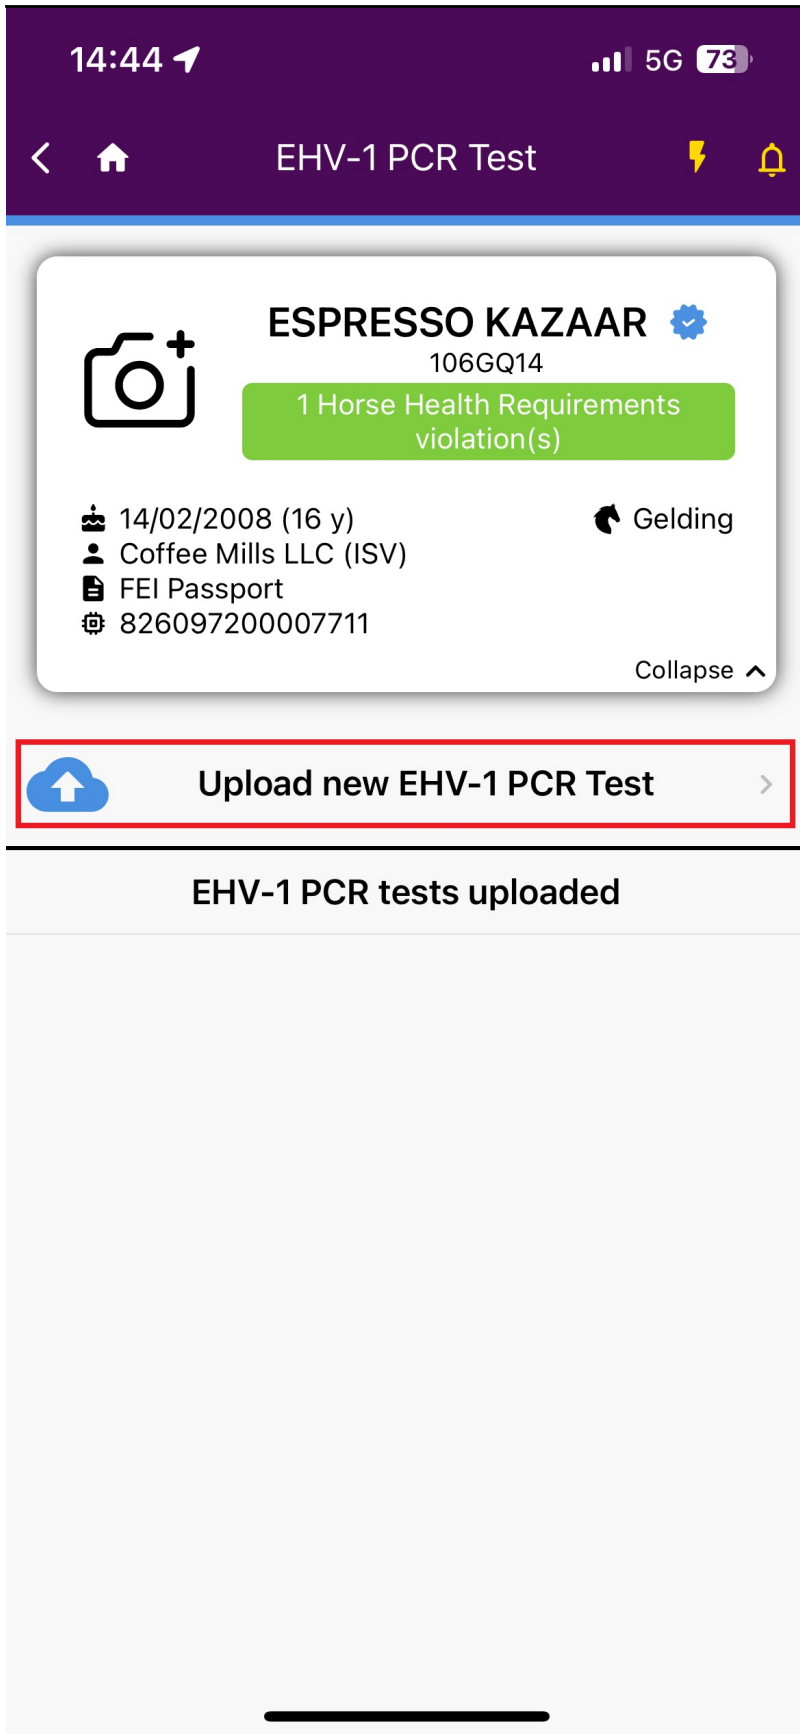 14:44
5G 73
EHV-1 PCR Test
ESPRESSO KAZAAR
106GQ14
1 Horse Health Requirements
violation(s)
14/02/2008 (16 y)
Gelding
Coffee Mills LLC (ISV)
FEI Passport
826097200007711
Collapse
Upload new EHV-1 PCR Test
EHV-1 PCR tests uploaded